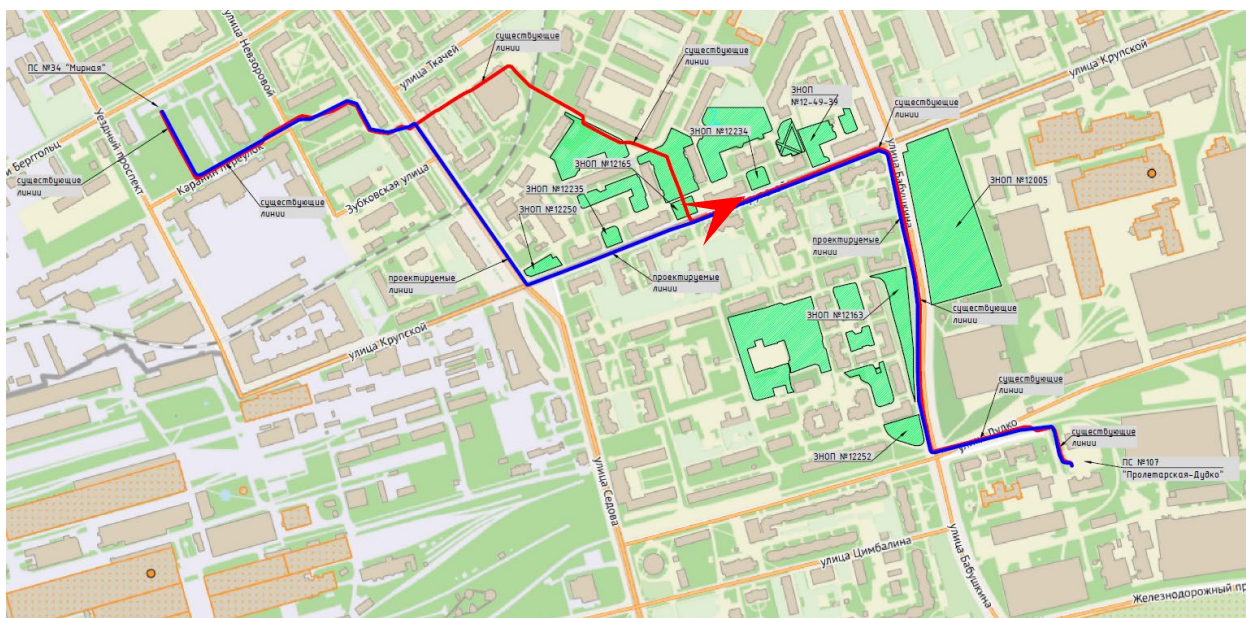 ПС №34 "Мирная"
улица Невзоровой
улица Ткачей
существующие
линии
существующие
линии
ЗНОП
№12-49-39
ЗНОП №12234
существующие
линии
улица Крупской
Уездный проспект
и Берггольц
существующие
линии
Карапий переулок
существующие
линии
Зубковская улица
ЗНОП №12165
ЗНОП №12235
ЗНОП №12250
ЗНОП №12005
улица Бабушкина
проектируемые
линии
проектируемые
линии
проектируемые
линии
улица Крупской
ЗНОП №12163
существующие
линии
существующие
линии
Дудко
существующие
линии
ЗНОП №12252
ПС №107
"Пролетарская-Дудко"
улица Седова
улица Цимбалина
улица Бабушкина
Железнодорожный пр